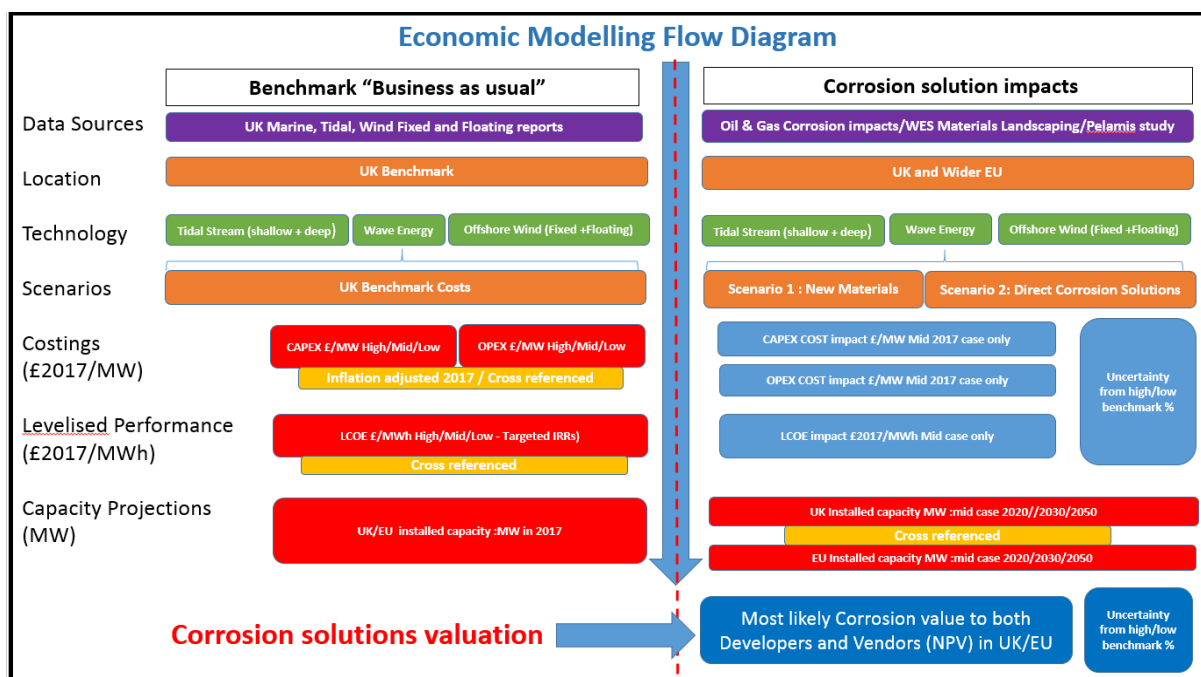 Economic Modelling Flow Diagram
Benchmark “Business as usual”
Corrosion solution impacts
Data Sources
UK Marine, Tidal, Wind Fixed and Floating reports
Oil & Gas Corrosion impacts/WES Materials Landscaping/Pelamis study
Location
UK Benchmark
UK and Wider EU
Technology
Tidal Stream (shallow + deep)
Wave Energy
Offshore Wind (Fixed +Floating)
Tidal Stream (shallow + deep)
Wave Energy
Offshore Wind (Fixed +Floating)
Scenarios
UK Benchmark Costs
Scenario 1 : New Materials
Scenario 2: Direct Corrosion Solutions
Costings
(£2017/MW)
CAPEX £/MW High/Mid/Low
OPEX £/MW High/Mid/Low
Inflation adjusted 2017 / Cross referenced
CAPEX COST impact £/MW Mid 2017 case only
OPEX COST impact £/MW Mid 2017 case only
Uncertainty
from high/low
benchmark %
Levelised Performance
(£2017/MWh)
LCOE £/MWh High/Mid/Low - Targeted IRRs)
Cross referenced
LCOE impact £2017/MWh Mid case only
Capacity Projections
(MW)
UK/EU installed capacity :MW in 2017
UK Installed capacity MW :mid case 2020//2030/2050
Cross referenced
EU Installed capacity MW :mid case 2020/2030/2050
Corrosion solutions valuation
Most likely Corrosion value to both
Developers and Vendors (NPV) in UK/EU
Uncertainty
from high/low
benchmark %